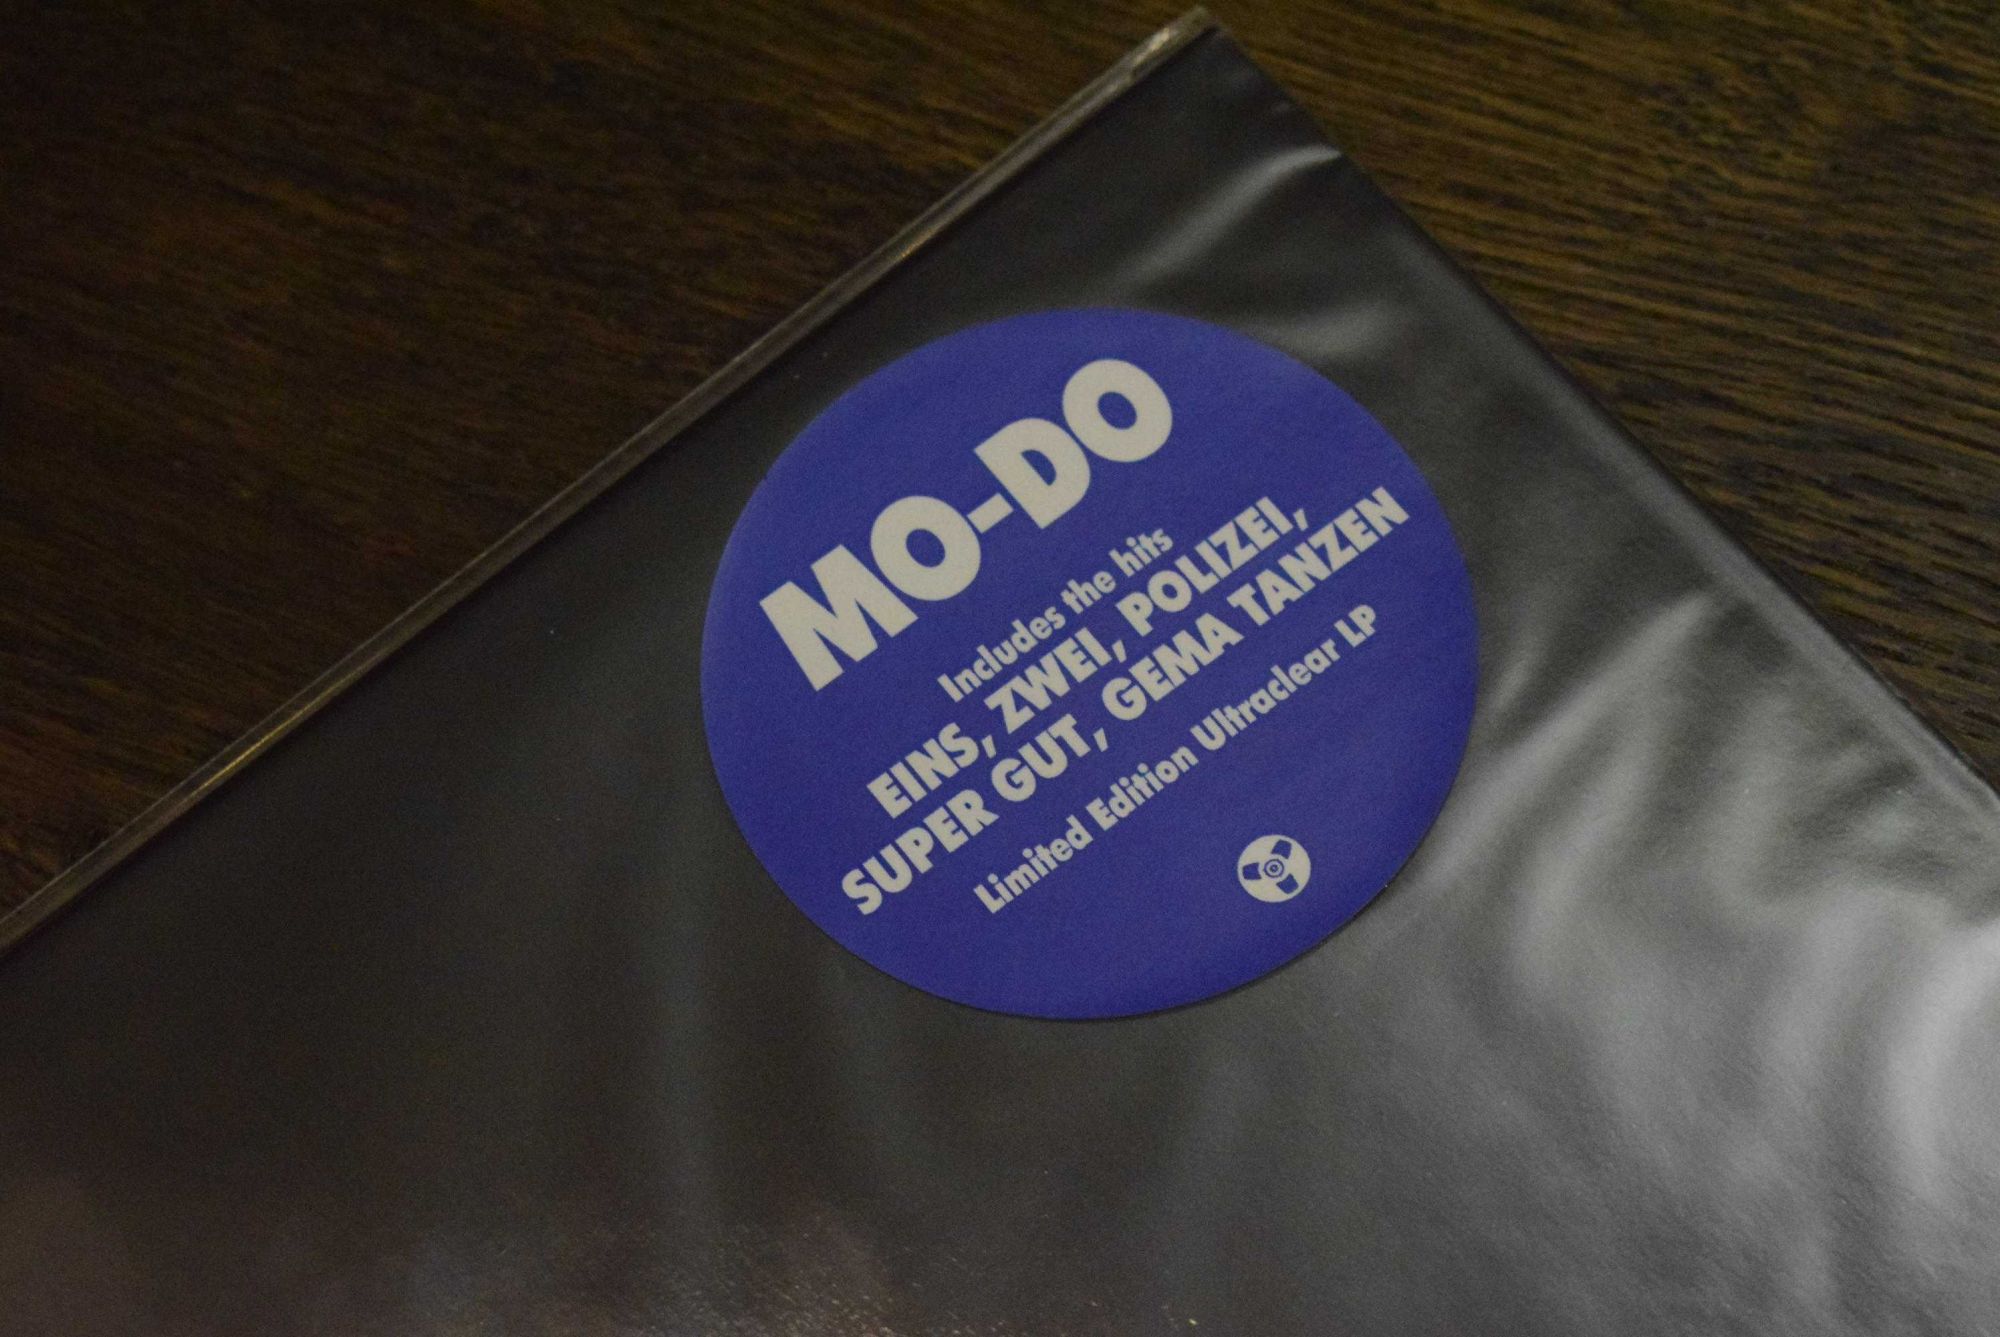 MO-DO
Includes the hits
EINS, ZWEI, POLIZEI,
SUPER GUT, GEMA TANZEN
Limited Edition Ultraclear LP